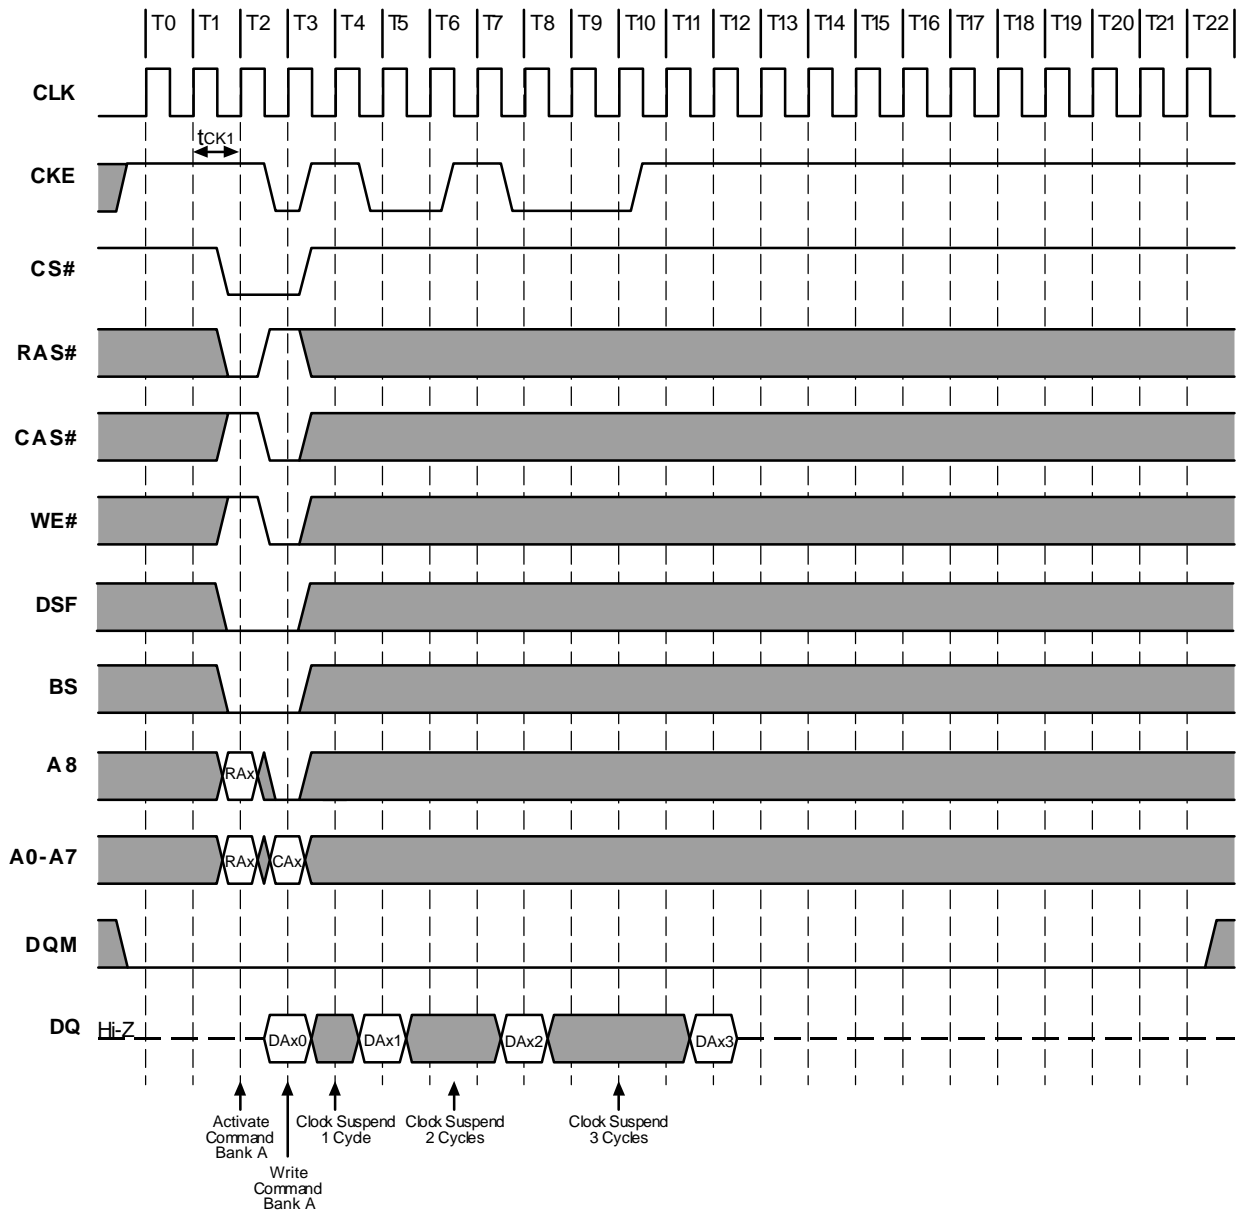 T0 T1 T2 T3 T4 T5 T6 T7 T8 T9 T10 T11 T12 T13 T14 T15 T16 T17 T18 T19 T20 T21 T22
CLK
tCK1
CKE
CS#
RAS#
CAS#
WE#
DSF
BS
A8
RAx
A0-A7
RAx CAx
DQM
DQ Hi-Z
DAx0 DAx1 DAx2 DAx3
Activate
Command
Bank A
Write
Command
Bank A
Clock Suspend
1 Cycle
Clock Suspend
2 Cycles
Clock Suspend
3 Cycles